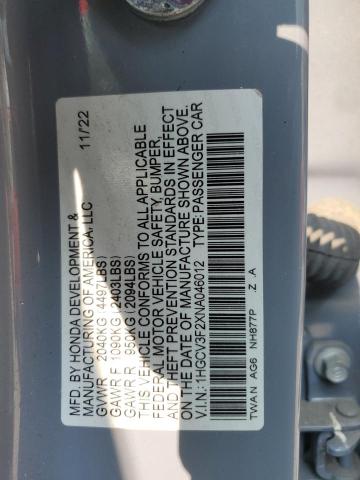 MFD. BY HONDA DEVELOPMENT &
MANUFACTURING OF AMERICA, LLC 11/22
GVWR 2040KG (4497LBS)
GAWR F 1090KG (2403LBS)
GAWR R 950KG (2094LBS)
THIS VEHICLE CONFORMS TO ALL APPLICABLE
FEDERAL MOTOR VEHICLE SAFETY, BUMPER,
AND THEFT PREVENTION STANDARDS IN EFFECT
ON THE DATE OF MANUFACTURE SHOWN ABOVE.
V.I.N.: 1HGCV3F2XNA046012 TYPE: PASSENGER CAR
TWAN AG6 NH877P Z A